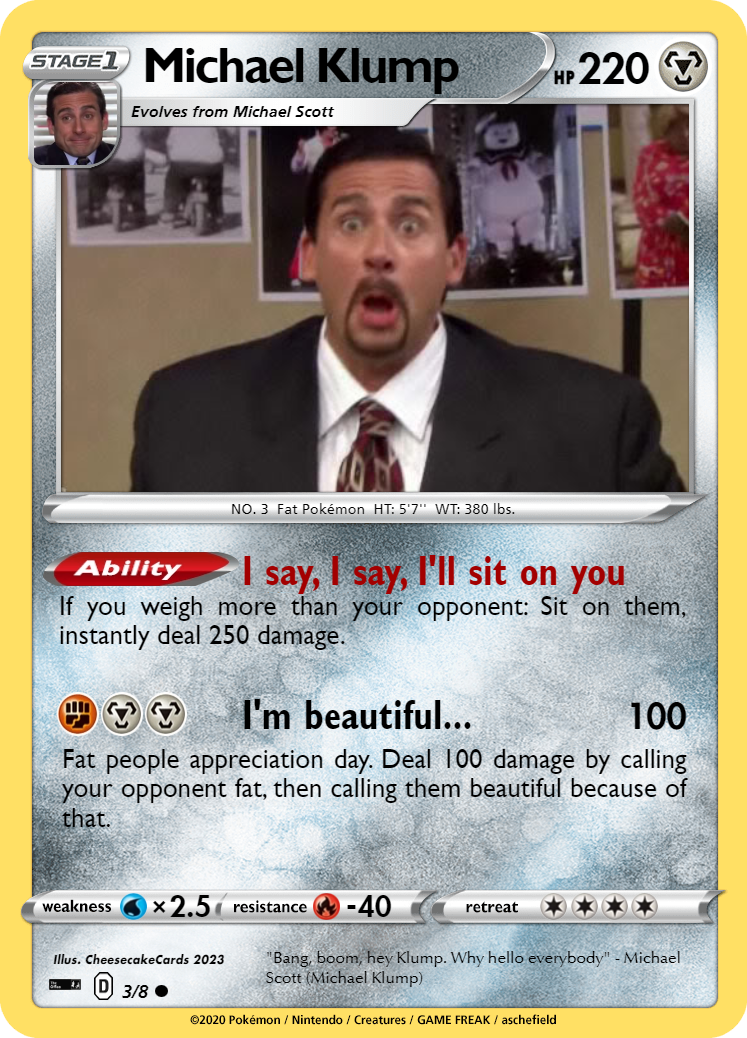 STAGE1
Michael Klump
HP 220
Evolves from Michael Scott
NO. 3 Fat Pokémon HT: 5'7'' WT: 380 lbs.
Ability
I say, I say, I'll sit on you
If you weigh more than your opponent: Sit on them,
instantly deal 250 damage.
I'm beautiful... 100
Fat people appreciation day. Deal 100 damage by calling
your opponent fat, then calling them beautiful because of
that.
weakness ×2.5 resistance -40 retreat
Illus. CheesecakeCards 2023
"Bang, boom, hey Klump. Why hello everybody" - Michael
Scott (Michael Klump)
D 3/8
©2020 Pokémon / Nintendo / Creatures / GAME FREAK / aschefield